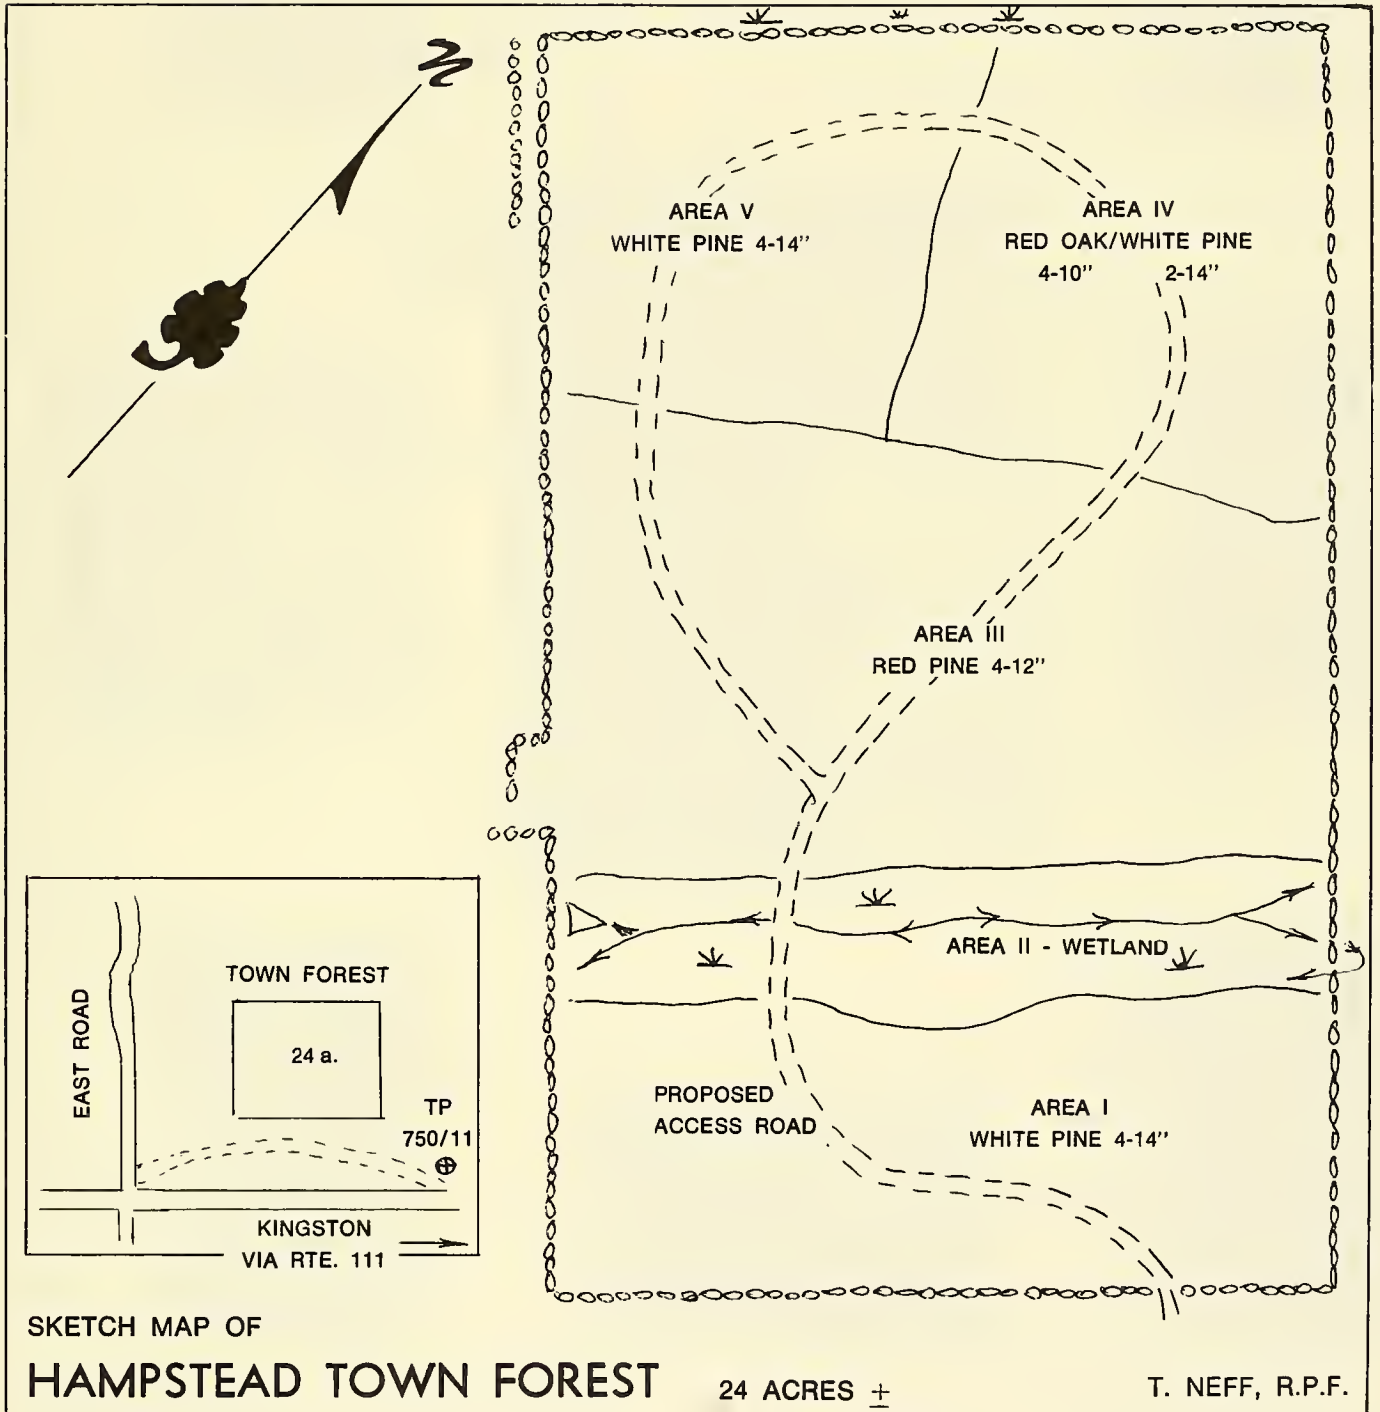 N
AREA V
WHITE PINE 4-14"
AREA IV
RED OAK/WHITE PINE
4-10" 2-14"
AREA III
RED PINE 4-12"
AREA II - WETLAND
PROPOSED
ACCESS ROAD
AREA I
WHITE PINE 4-14"
TOWN FOREST
24 a.
EAST ROAD
TP
750/11
KINGSTON
VIA RTE. 111
SKETCH MAP OF
HAMPSTEAD TOWN FOREST
24 ACRES ±
T. NEFF, R.P.F.